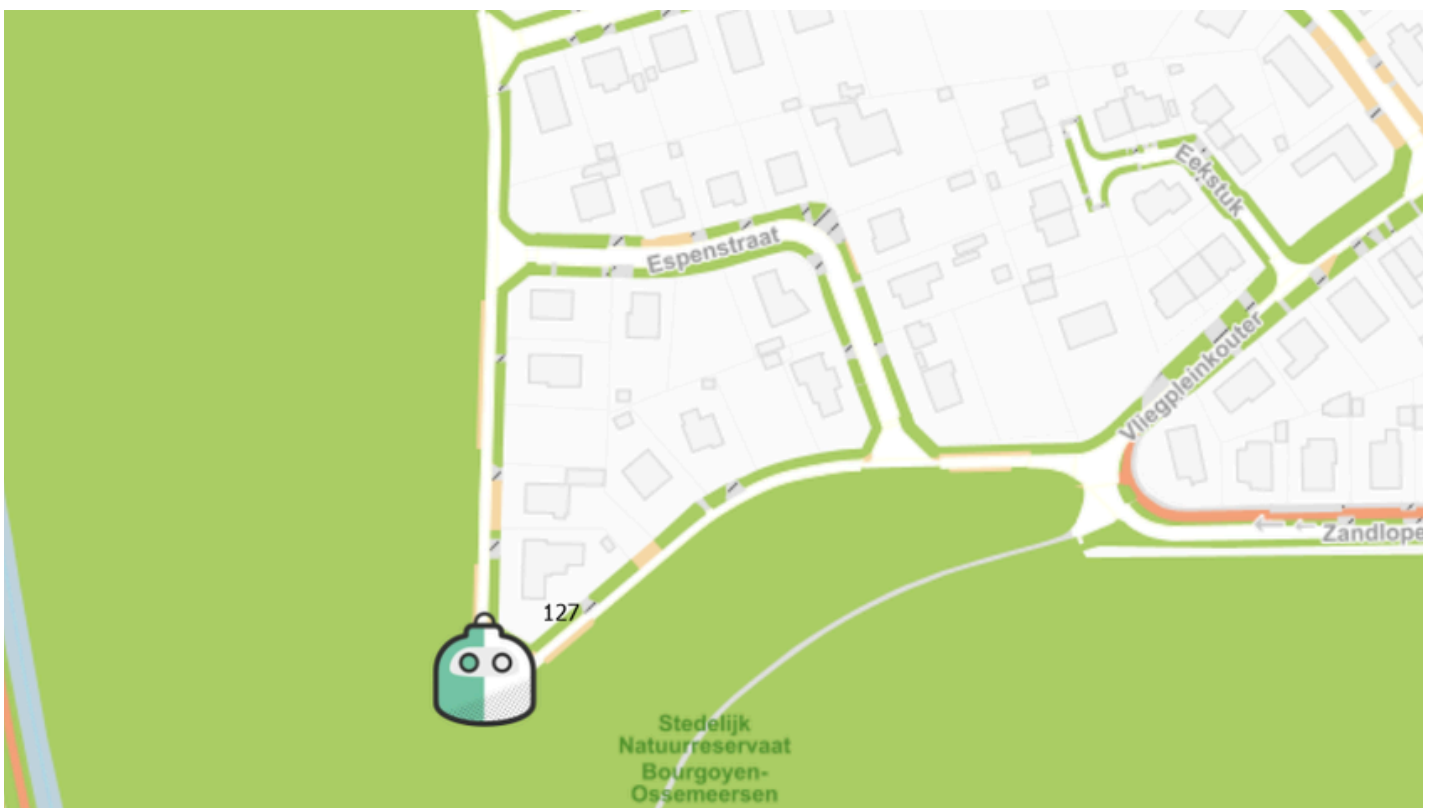 Eekstuk
Espenstraat
Vliegpleinkouter
Zandlope
127
Stedelijk
Natuurreservaat
Bourgoyen-
Ossemeersen